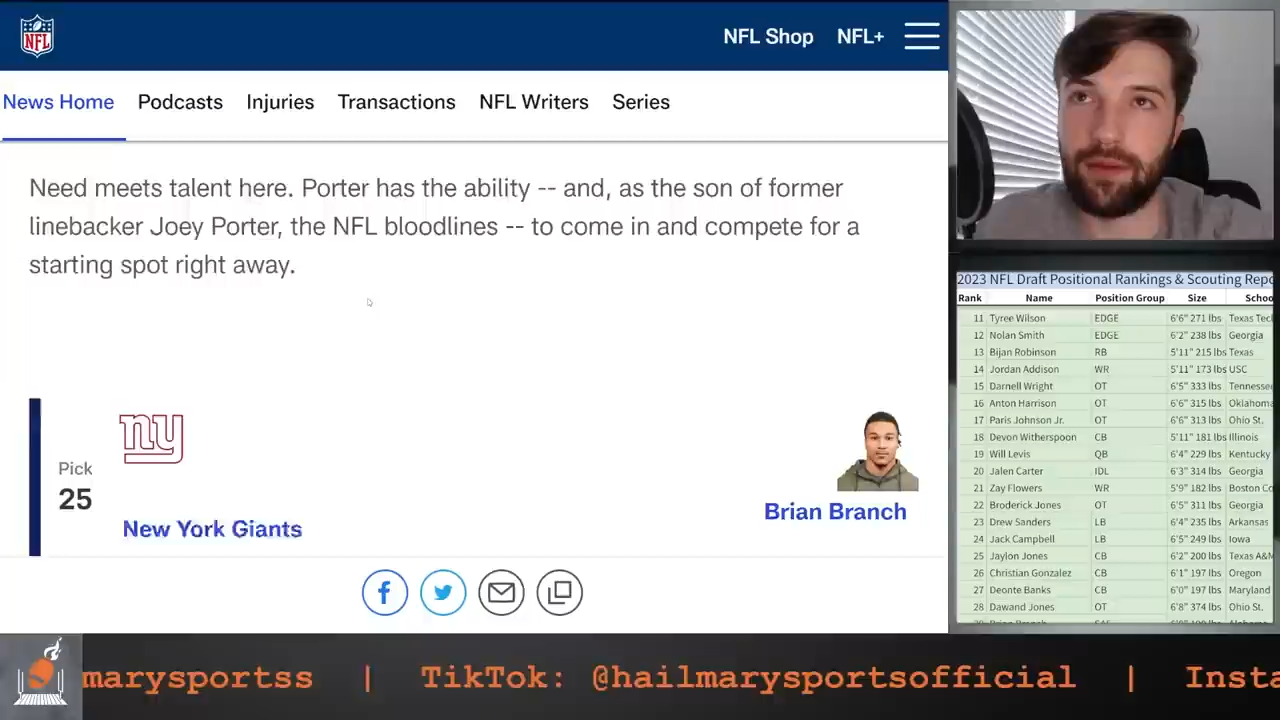 NFL
NFL Shop
NFL+
News Home
Podcasts
Injuries
Transactions
NFL Writers
Series
Need meets talent here. Porter has the ability -- and, as the son of former
linebacker Joey Porter, the NFL bloodlines -- to come in and compete for a
starting spot right away.
Pick
25
ny
New York Giants
Brian Branch
2023 NFL Draft Positional Rankings & Scouting Repo
Rank Name Position Group Size Schoo
11 Tyree Wilson EDGE 6'6" 271 lbs Texas Tec
12 Nolan Smith EDGE 6'2" 238 lbs Georgia
13 Bijan Robinson RB 5'11" 215 lbs Texas
14 Jordan Addison WR 5'11" 173 lbs USC
15 Darnell Wright OT 6'5" 333 lbs Tennesse
16 Anton Harrison OT 6'6" 315 lbs Oklahoma
17 Paris Johnson Jr. OT 6'6" 313 lbs Ohio St.
18 Devon Witherspoon CB 5'11" 181 lbs Illinois
19 Will Levis QB 6'4" 229 lbs Kentucky
20 Jalen Carter IDL 6'3" 314 lbs Georgia
21 Zay Flowers WR 5'9" 182 lbs Boston Co
22 Broderick Jones OT 6'5" 311 lbs Georgia
23 Drew Sanders LB 6'4" 235 lbs Arkansas
24 Jack Campbell LB 6'5" 249 lbs Iowa
25 Jaylon Jones CB 6'2" 200 lbs Texas A&M
26 Christian Gonzalez CB 6'1" 197 lbs Oregon
27 Deonte Banks CB 6'0" 197 lbs Maryland
28 Dawand Jones OT 6'8" 374 lbs Ohio St.
marysportss | TikTok: @hailmarysportsofficial | Insta